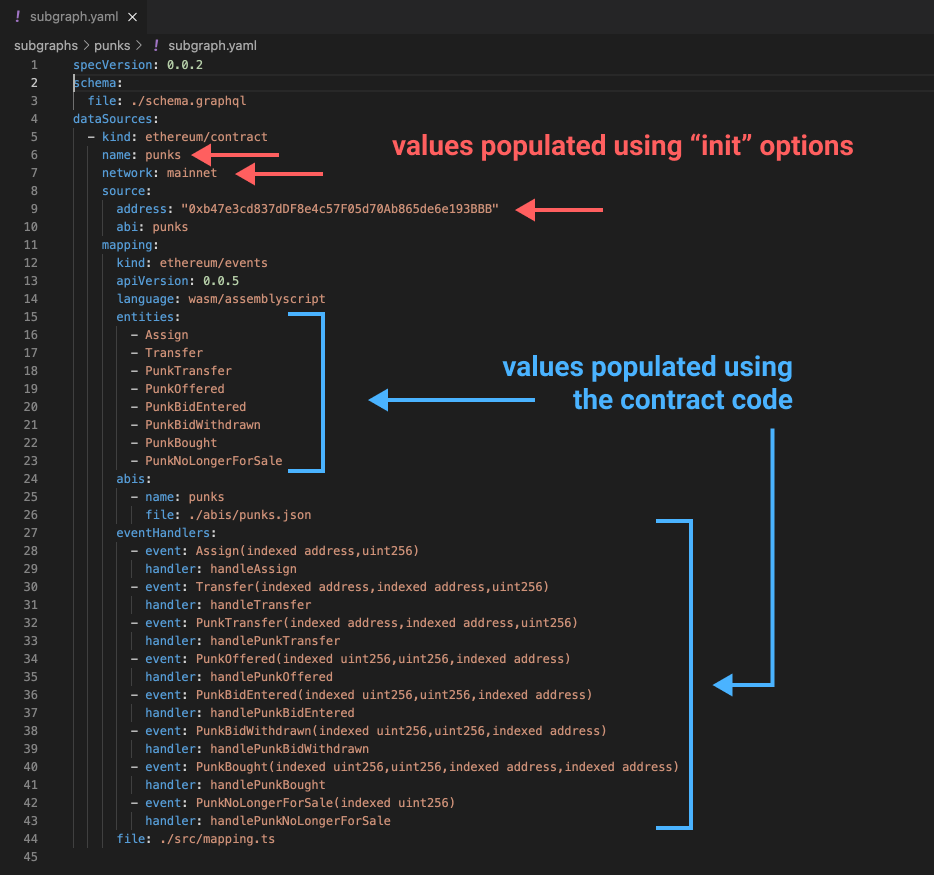 ! subgraph.yaml ×
subgraphs > punks > ! subgraph.yaml
1 specVersion: 0.0.2
2 schema:
3 file: ./schema.graphql
4 dataSources:
5 - kind: ethereum/contract
6 name: punks
values populated using “init” options
7 network: mainnet
8 source:
9 address: "0xb47e3cd837dDF8e4c57F05d70Ab865de6e193BBB"
10 abi: punks
11 mapping:
12 kind: ethereum/events
13 apiVersion: 0.0.5
14 language: wasm/assemblyscript
15 entities:
16 - Assign
17 - Transfer
18 - PunkTransfer
19 - PunkOffered
20 - PunkBidEntered
21 - PunkBidWithdrawn
22 - PunkBought
23 - PunkNoLongerForSale
values populated using
the contract code
24 abis:
25 - name: punks
26 file: ./abis/punks.json
27 eventHandlers:
28 - event: Assign(indexed address,uint256)
29 handler: handleAssign
30 - event: Transfer(indexed address,indexed address,uint256)
31 handler: handleTransfer
32 - event: PunkTransfer(indexed address,indexed address,uint256)
33 handler: handlePunkTransfer
34 - event: PunkOffered(indexed uint256,uint256,indexed address)
35 handler: handlePunkOffered
36 - event: PunkBidEntered(indexed uint256,uint256,indexed address)
37 handler: handlePunkBidEntered
38 - event: PunkBidWithdrawn(indexed uint256,uint256,indexed address)
39 handler: handlePunkBidWithdrawn
40 - event: PunkBought(indexed uint256,uint256,indexed address,indexed address)
41 handler: handlePunkBought
42 - event: PunkNoLongerForSale(indexed uint256)
43 handler: handlePunkNoLongerForSale
44 file: ./src/mapping.ts
45